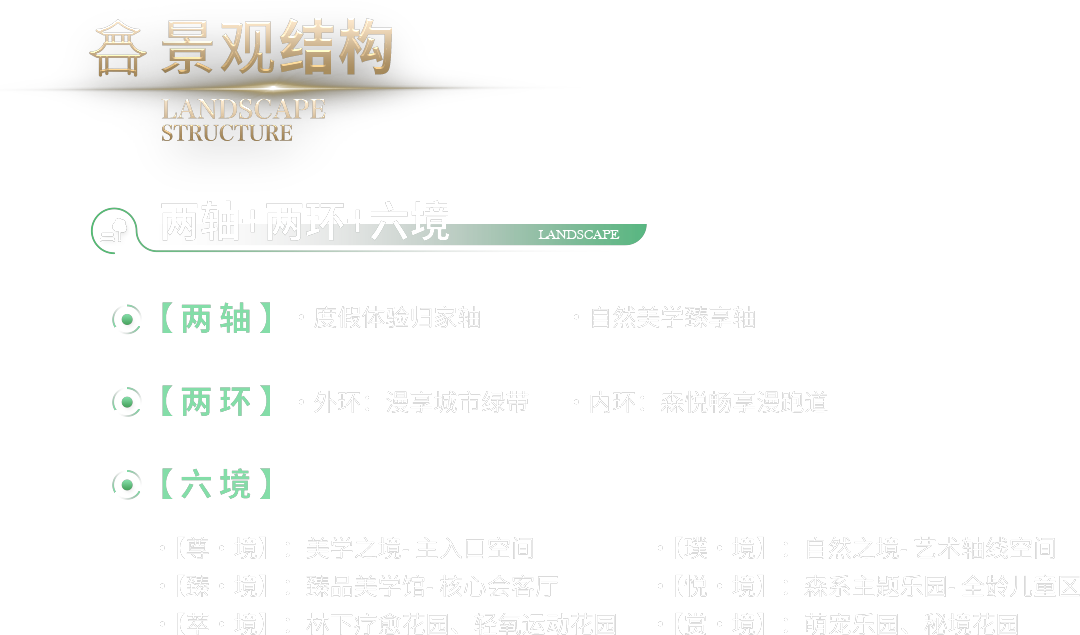 景观结构
LANDSCAPE
STRUCTURE
两轴+两环+六境
LANDSCAPE
【两轴】 ·度假体验归家轴 ·自然美学臻享轴
【两环】 ·外环：漫享城市绿带 ·内环：森悦畅享漫跑道
【六境】
·【尊·境】：美学之境-主入口空间 ·【璞·境】：自然之境-艺术轴线空间
·【臻·境】：臻品美学馆-核心会客厅 ·【悦·境】：森系主题乐园-全龄儿童区
·【萃·境】：林下疗愈花园、轻氧运动花园 ·【赏·境】：萌宠乐园、秘境花园